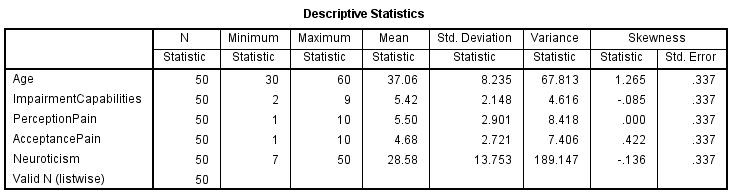 Descriptive Statistics
N Minimum Maximum Mean Std. Deviation Variance Skewness
Statistic Statistic Statistic Statistic Statistic Statistic Statistic Std. Error
Age 50 30 60 37.06 8.235 67.813 1.265 .337
ImpairmentCapabilities 50 2 9 5.42 2.148 4.616 -.085 .337
PerceptionPain 50 1 10 5.50 2.901 8.418 .000 .337
AcceptancePain 50 1 10 4.68 2.721 7.406 .422 .337
Neuroticism 50 7 50 28.58 13.753 189.147 -.136 .337
Valid N (listwise) 50